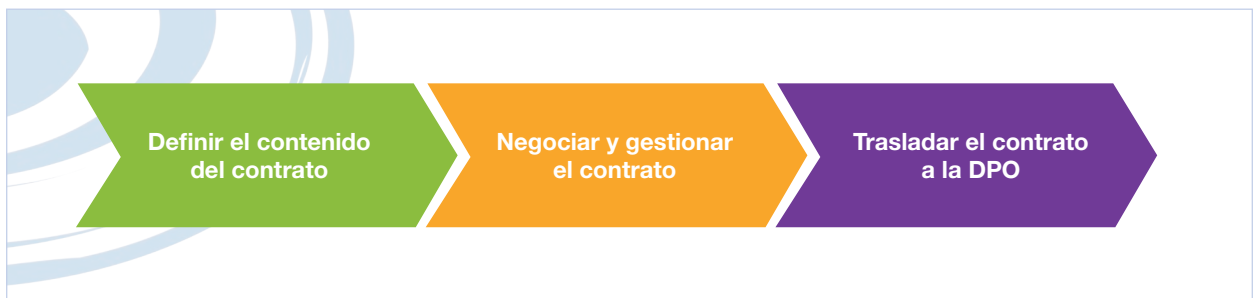 Definir el contenido
del contrato
Negociar y gestionar
el contrato
Trasladar el contrato
a la DPO